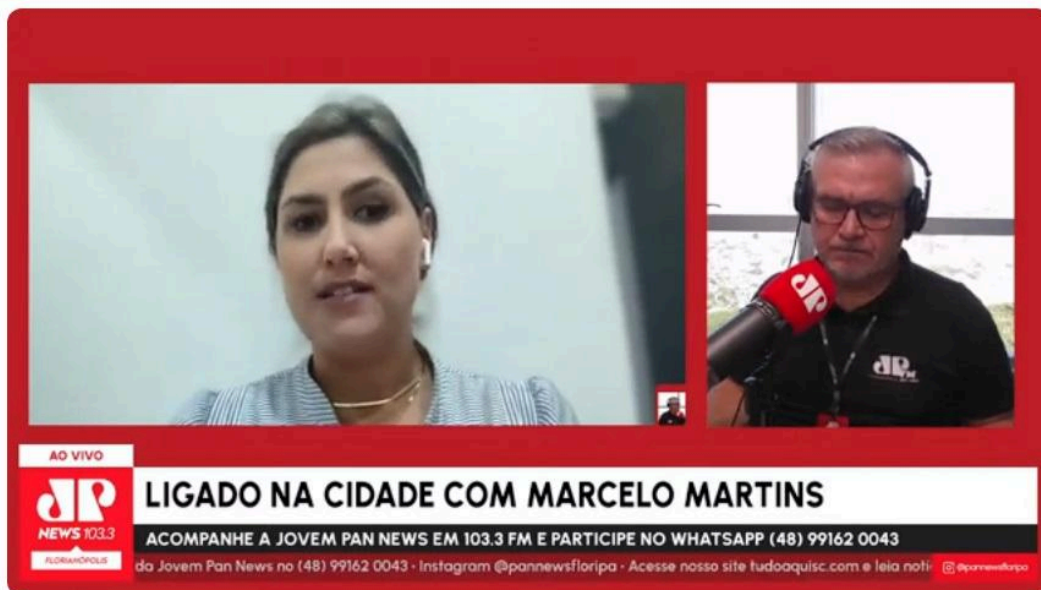 JP
JP FM
AO VIVO
JP
NEWS 103.3
FLORIANÓPOLIS
LIGADO NA CIDADE COM MARCELO MARTINS
ACOMPANHE A JOVEM PAN NEWS EM 103.3 FM E PARTICIPE NO WHATSAPP (48) 99162 0043
da Jovem Pan News no (48) 99162 0043 - Instagram @pannewsfloripa - Acesse nosso site tudoaquisc.com e leia notí
@pannewsfloripa